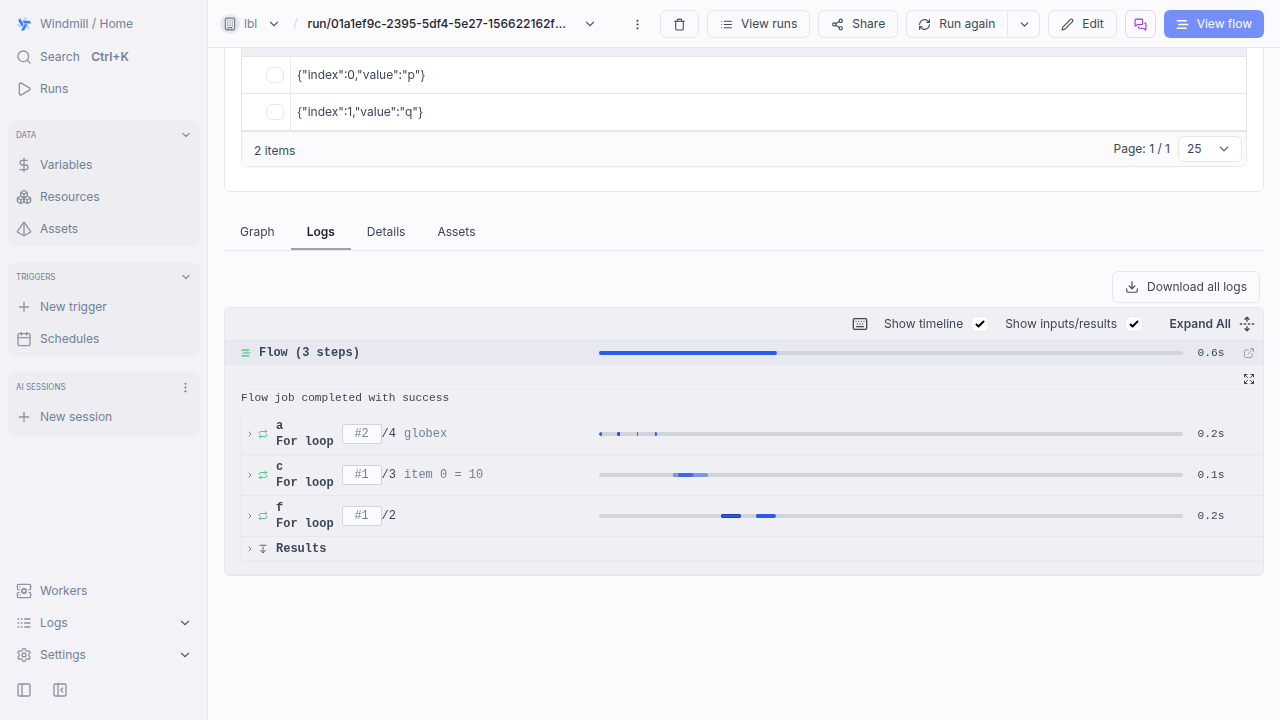 Windmill / Home
lbl / run/01a1ef9c-2395-5df4-5e27-156622162f...
View runs
Share
Run again
Edit
View flow
Search Ctrl+K
Runs
DATA
Variables
Resources
Assets
TRIGGERS
New trigger
Schedules
AI SESSIONS
New session
Workers
Logs
Settings
{"index":0,"value":"p"}
{"index":1,"value":"q"}
2 items
Page: 1 / 1
25
Graph
Logs
Details
Assets
Download all logs
Show timeline
Show inputs/results
Expand All
Flow (3 steps)
0.6s
Flow job completed with success
a
For loop #2/4 globex
0.2s
c
For loop #1/3 item 0 = 10
0.1s
f
For loop #1/2
0.2s
Results